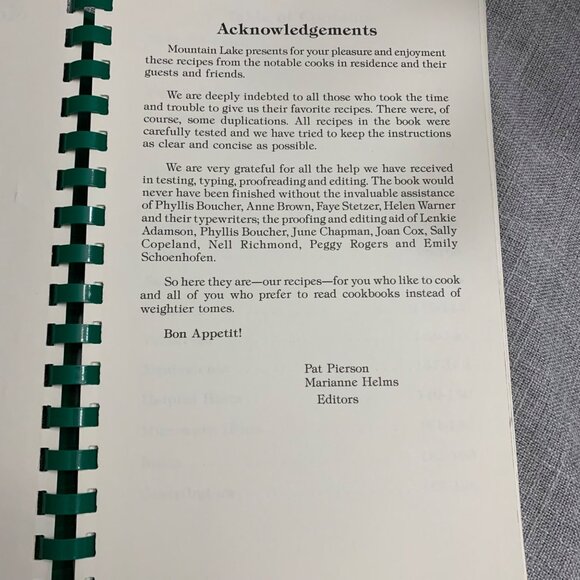 Acknowledgements
Mountain Lake presents for your pleasure and enjoyment
these recipes from the notable cooks in residence and their
guests and friends.
We are deeply indebted to all those who took the time
and trouble to give us their favorite recipes. There were, of
course, some duplications. All recipes in the book were
carefully tested and we have tried to keep the instructions
as clear and concise as possible.
We are very grateful for all the help we have received
in testing, typing, proofreading and editing. The book would
never have been finished without the invaluable assistance
of Phyllis Boucher, Anne Brown, Faye Stetzer, Helen Warner
and their typewriters; the proofing and editing aid of Lenkie
Adamson, Phyllis Boucher, June Chapman, Joan Cox, Sally
Copeland, Nell Richmond, Peggy Rogers and Emily
Schoenhofen.
So here they are—our recipes—for you who like to cook
and all of you who prefer to read cookbooks instead of
weightier tomes.
Bon Appetit!
Pat Pierson
Marianne Helms
Editors